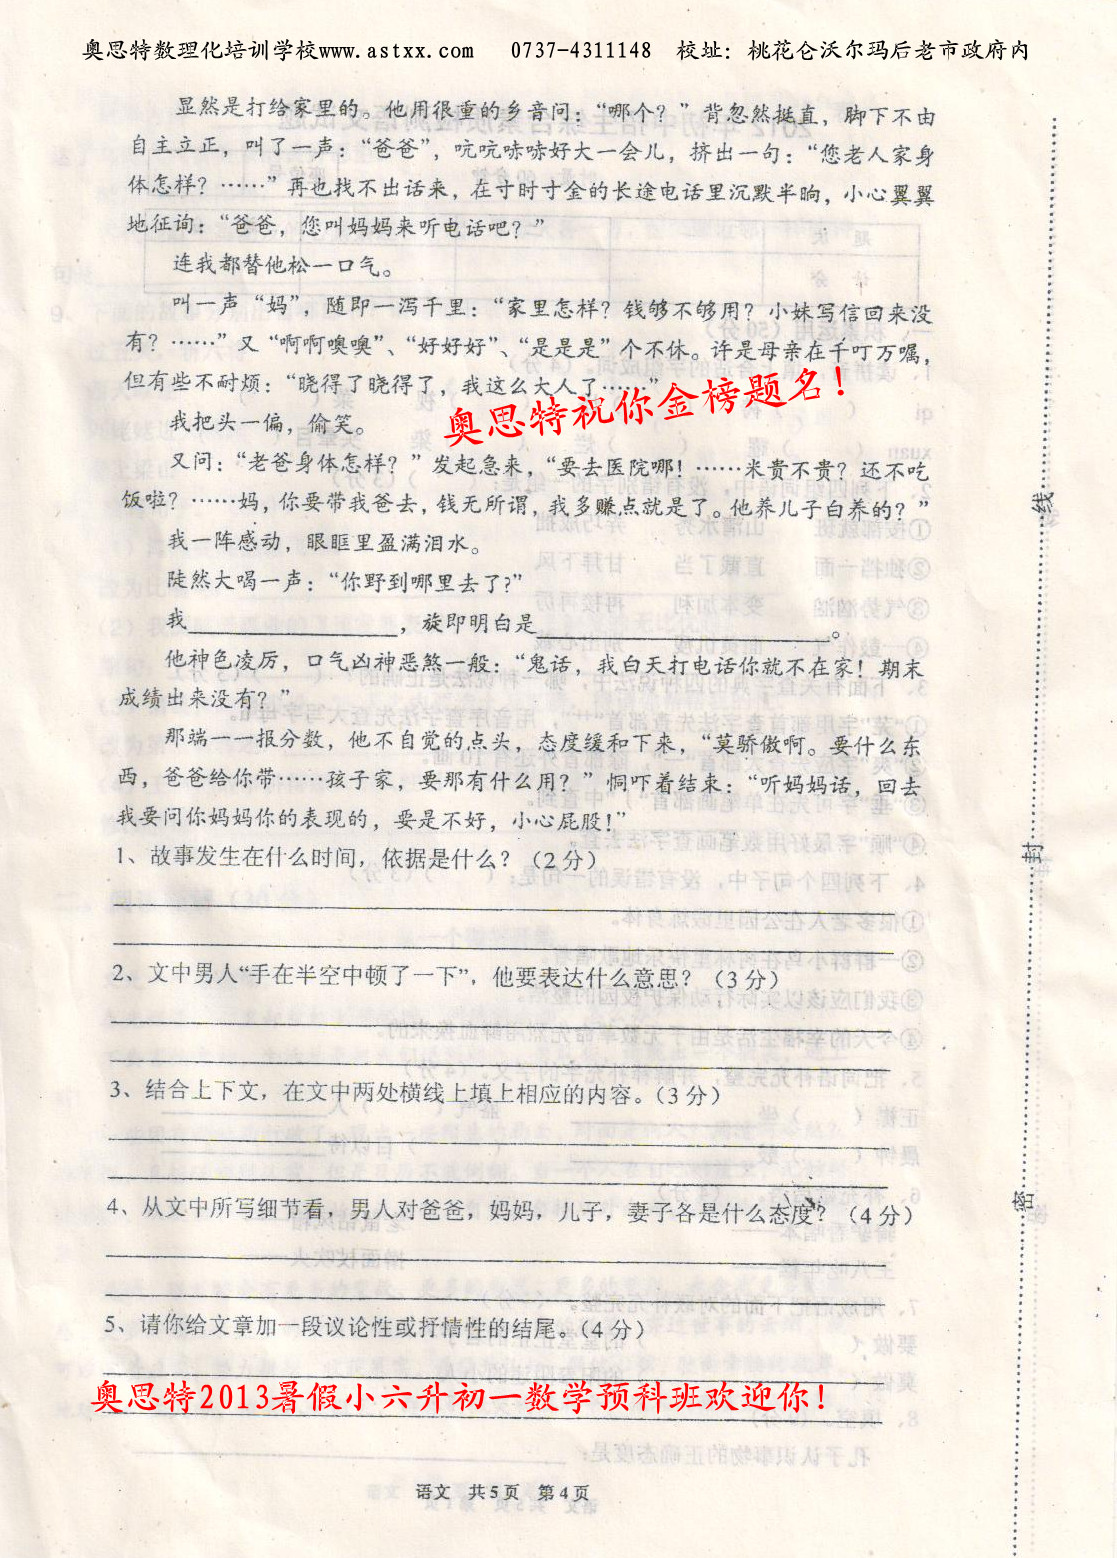 奥思特数理化培训学校www.astxx.com 0737-4311148 校址：桃花仑沃尔玛后老市政府内
显然是打给家里的。他用很重的乡音问：“哪个？”背忽然挺直，脚下不由
自主立正，叫了一声：“爸爸”，吭吭哧哧好大一会儿，挤出一句：“您老人家身
体怎样？……”再也找不出话来，在寸时寸金的长途电话里沉默半晌，小心翼翼
地征询：“爸爸，您叫妈妈来听电话吧？”
连我都替他松一口气。
叫一声“妈”，随即一泻千里：“家里怎样？钱够不够用？小妹写信回来没
有？……”又“啊啊噢噢”、“好好好”、“是是是”个不休。许是母亲在千叮万嘱，
但有些不耐烦：“晓得了晓得了，我这么大人了……”
奥思特祝你金榜题名！
我把头一偏，偷笑。
又问：“老爸身体怎样？”发起急来，“要去医院哪！……米贵不贵？还不吃
饭啦？……妈，你要带我爸去，钱无所谓，我多赚点就是了。他养儿子白养的？”
我一阵感动，眼眶里盈满泪水。
陡然大喝一声：“你野到哪里去了?”
我________________，旋即明白是________________________。
他神色凌厉，口气凶神恶煞一般：“鬼话，我白天打电话你就不在家！期末
成绩出来没有？”
那端一一报分数，他不自觉的点头，态度缓和下来，“莫骄傲啊。要什么东
西，爸爸给你带……孩子家，要那有什么用？”恫吓着结束：“听妈妈话，回去
我要问你妈妈你的表现的，要是不好，小心屁股！”
1、故事发生在什么时间，依据是什么？（2分）
2、文中男人“手在半空中顿了一下”，他要表达什么意思？（3分）
3、结合上下文，在文中两处横线上填上相应的内容。（3分）
4、从文中所写细节看，男人对爸爸，妈妈，儿子，妻子各是什么态度？（4分）
5、请你给文章加一段议论性或抒情性的结尾。（4分）
奥思特2013暑假小六升初一数学预科班欢迎你！
语文 共5页 第4页
线
封
密